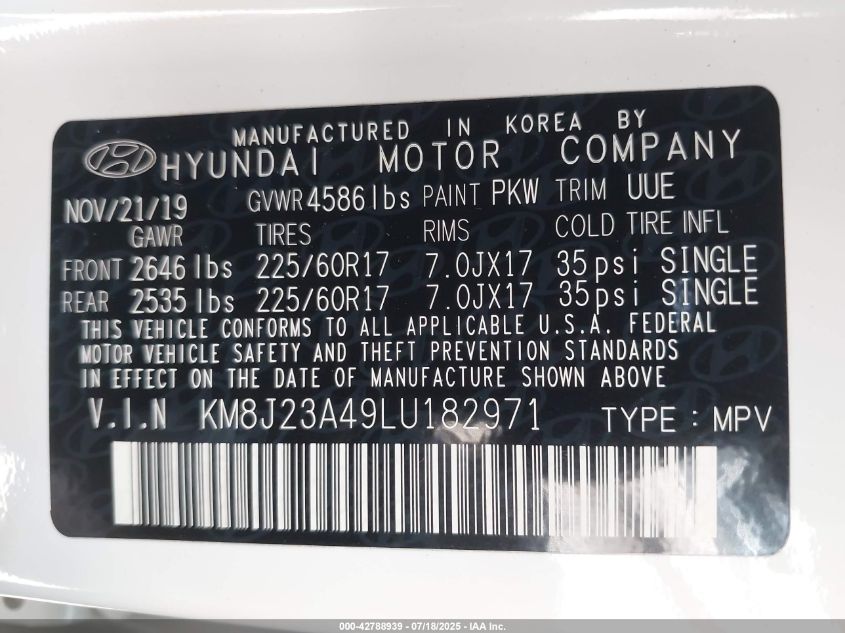 MANUFACTURED IN KOREA BY
HYUNDAI MOTOR COMPANY
NOV/21/19 GVWR 4586lbs PAINT PKW TRIM UUE
GAWR TIRES RIMS COLD TIRE INFL
FRONT 2646 lbs 225/60R17 7.0JX17 35psi SINGLE
REAR 2535 lbs 225/60R17 7.0JX17 35psi SINGLE
THIS VEHICLE CONFORMS TO ALL APPLICABLE U.S.A. FEDERAL
MOTOR VEHICLE SAFETY AND THEFT PREVENTION STANDARDS
IN EFFECT ON THE DATE OF MANUFACTURE SHOWN ABOVE
V.I.N KM8J23A49LU182971 TYPE : MPV
000-42788939 - 07/18/2025 - IAA Inc.